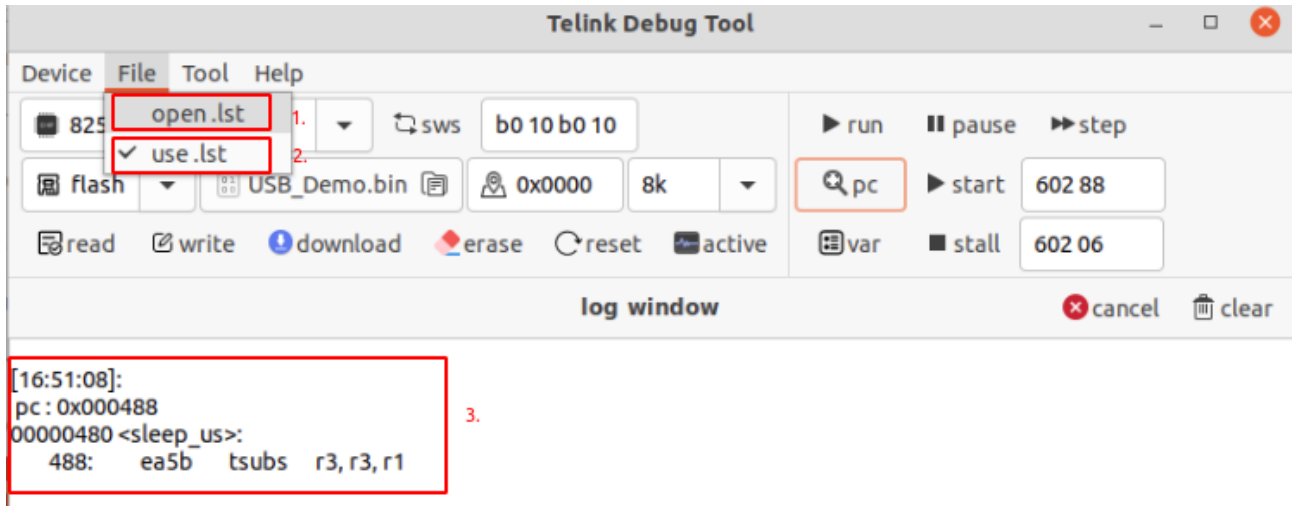 Telink Debug Tool
Device File Tool Help
open .lst 1.
use .lst 2.
825 sws b0 10 b0 10 run pause step
flash USB_Demo.bin 0x0000 8k pc start 602 88
read write download erase reset active var stall 602 06
log window cancel clear
[16:51:08]:
pc : 0x000488
00000480 <sleep_us>:
488: ea5b tsubs r3, r3, r1
3.